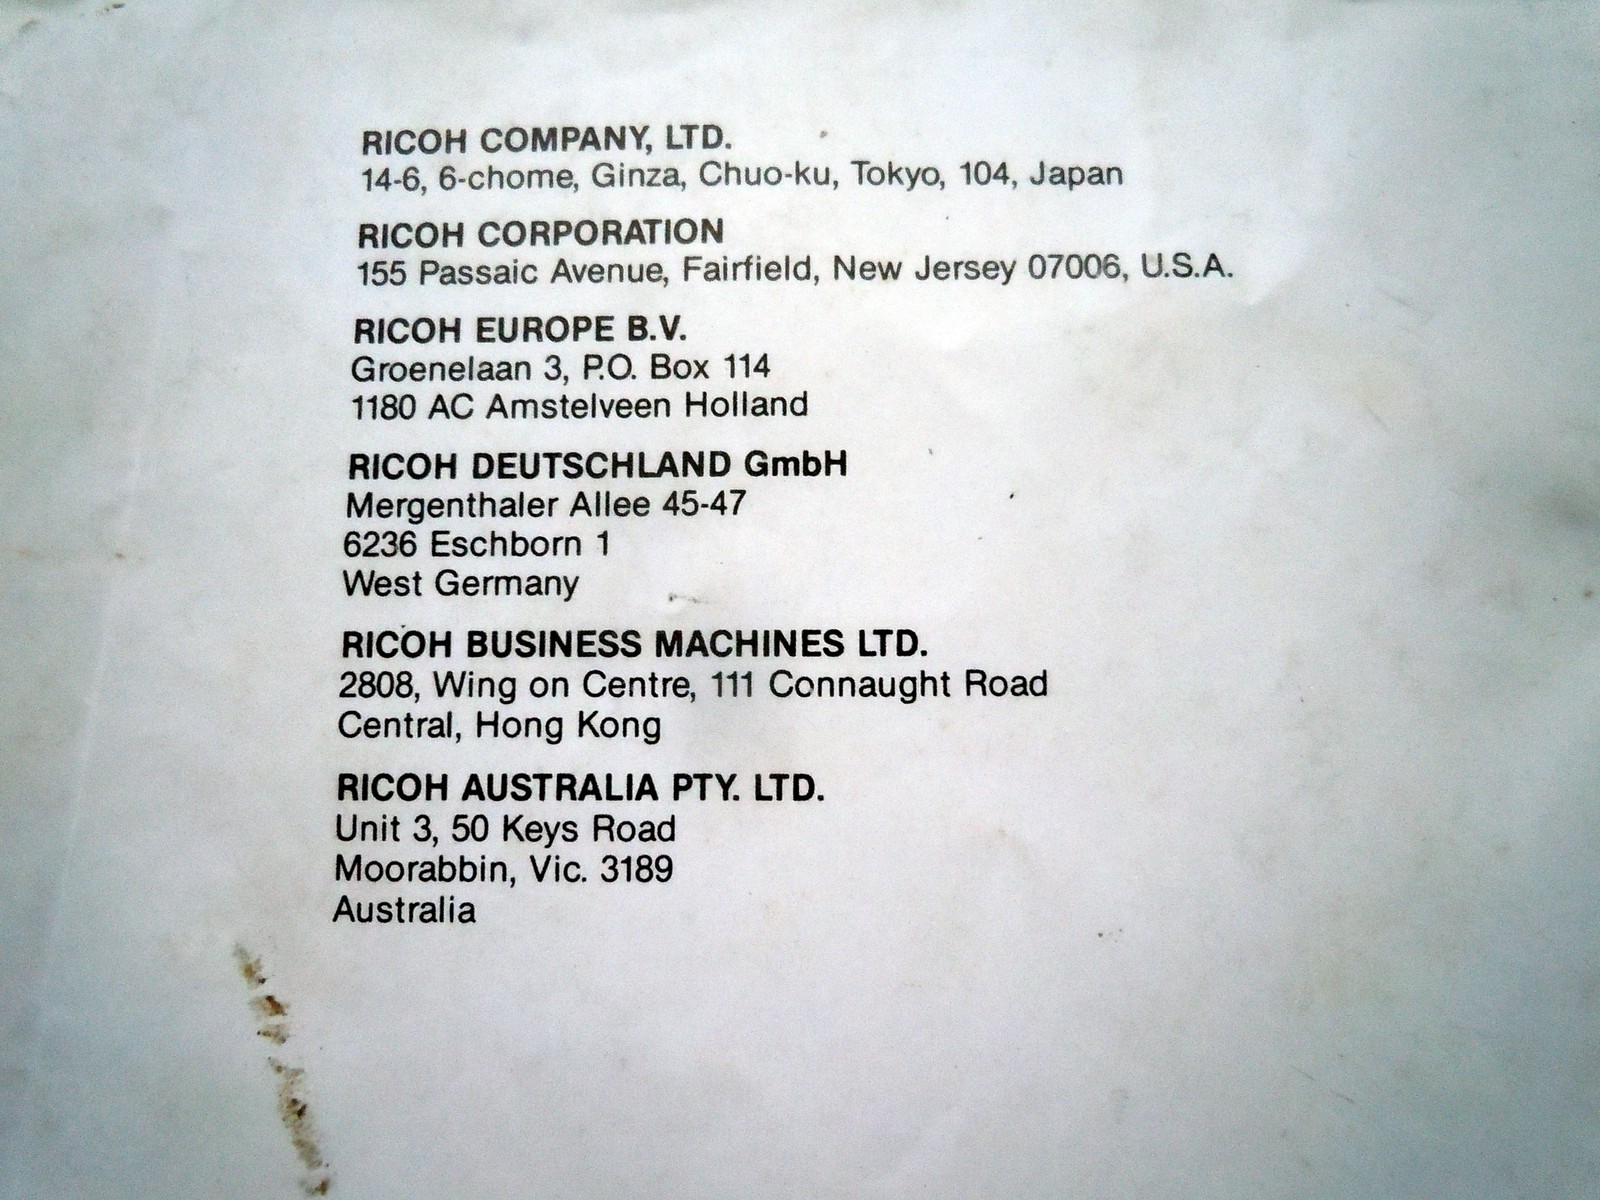 RICOH COMPANY, LTD.
14-6, 6-chome, Ginza, Chuo-ku, Tokyo, 104, Japan
RICOH CORPORATION
155 Passaic Avenue, Fairfield, New Jersey 07006, U.S.A.
RICOH EUROPE B.V.
Groenelaan 3, P.O. Box 114
1180 AC Amstelveen Holland
RICOH DEUTSCHLAND GmbH
Mergenthaler Allee 45-47
6236 Eschborn 1
West Germany
RICOH BUSINESS MACHINES LTD.
2808, Wing on Centre, 111 Connaught Road
Central, Hong Kong
RICOH AUSTRALIA PTY. LTD.
Unit 3, 50 Keys Road
Moorabbin, Vic. 3189
Australia